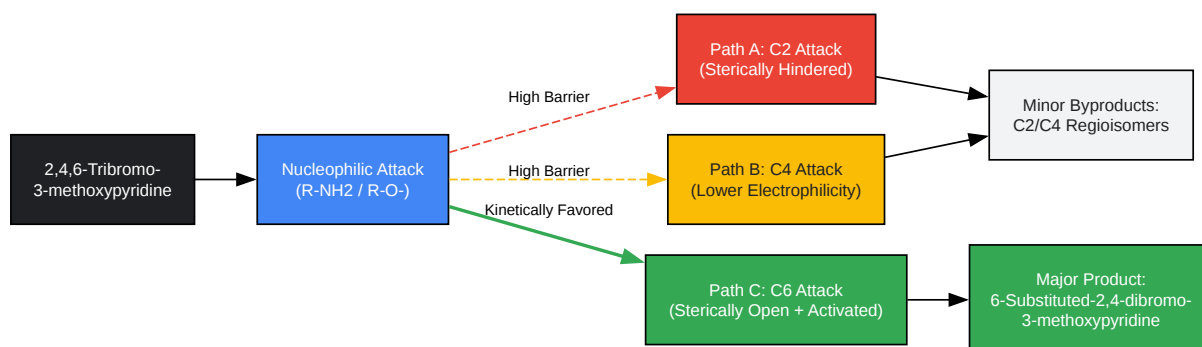 2,4,6-Tribromo-
3-methoxypyridine
Nucleophilic Attack
(R-NH2 / R-O-)
High Barrier
High Barrier
Kinetically Favored
Path A: C2 Attack
(Sterically Hindered)
Path B: C4 Attack
(Lower Electrophilicity)
Path C: C6 Attack
(Sterically Open + Activated)
Minor Byproducts:
C2/C4 Regioisomers
Major Product:
6-Substituted-2,4-dibromo-
3-methoxypyridine